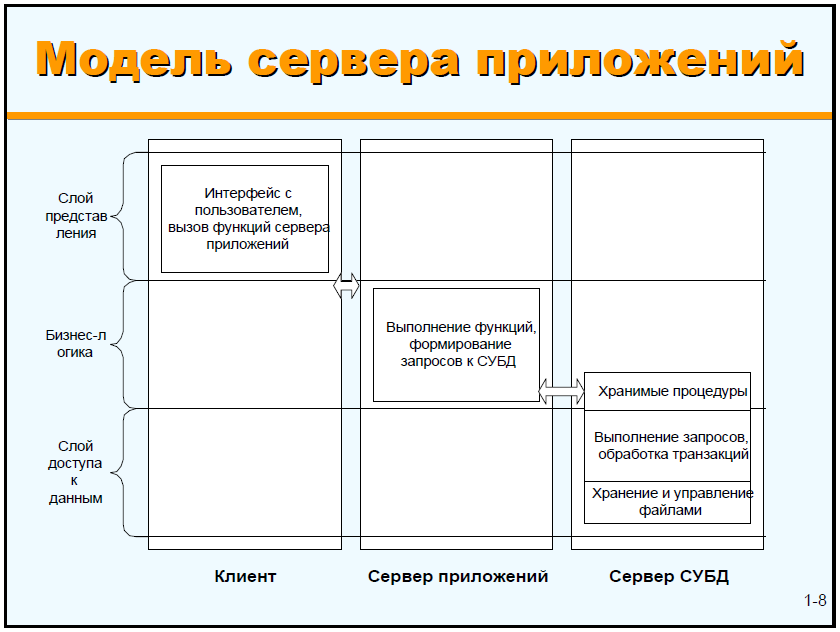 Модель сервера приложений
Слой
представ
ления
Интерфейс с
пользователем,
вызов функций сервера
приложений
Бизнес-л
огика
Выполнение функций,
формирование
запросов к СУБД
Хранимые процедуры
Слой
доступа
к
данным
Выполнение запросов,
обработка транзакций
Хранение и управление
файлами
Клиент
Сервер приложений
Сервер СУБД
1-8